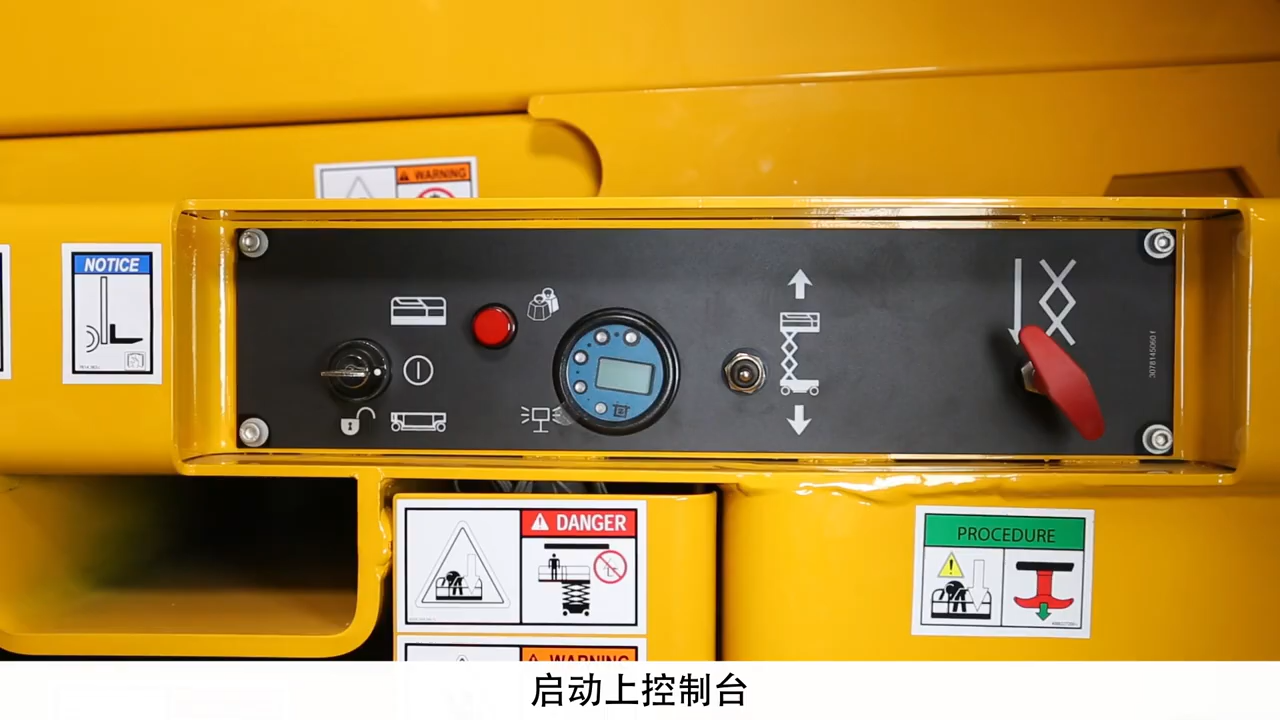 WARNING
NOTICE
3078145060 F
DANGER
PROCEDURE
WARNING
启动上控制台